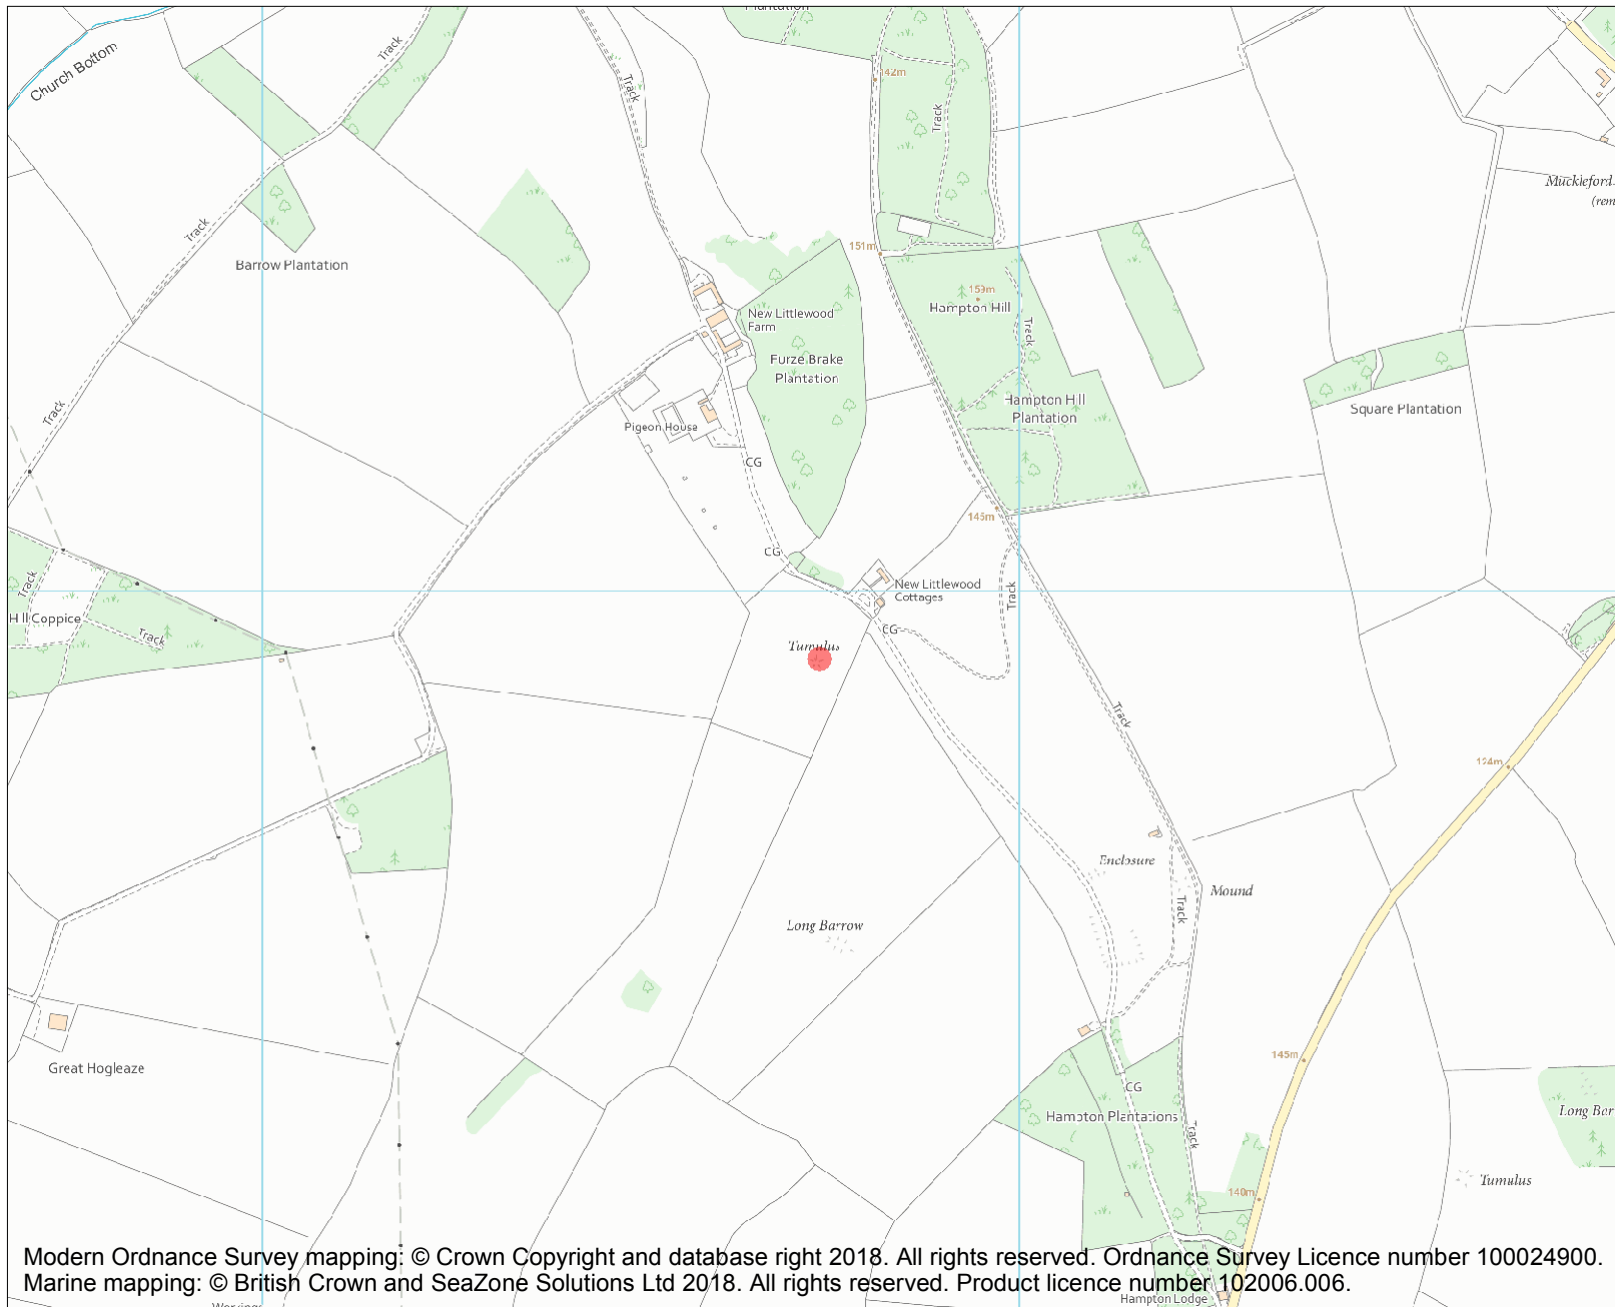 Plantation
Church Bottom
Track
Track
142m
Track
Muckleford
(rem
Track
Barrow Plantation
151m
159m
Hampton Hill
New Littlewood
Farm
Track
Furze Brake
Plantation
Track
Hampton Hill
Plantation
Square Plantation
Pigeon House
CG
145m
CG
Track
New Littlewood
Cottages
Track
Hill Coppice
Track
CG
Tumulus
Track
124m
Enclosure
Mound
Track
Long Barrow
145m
Great Hogleaze
CG
Hampton Plantations
Long Bar
Track
Tumulus
140m
Modern Ordnance Survey mapping: © Crown Copyright and database right 2018. All rights reserved. Ordnance Survey Licence number 100024900.
Marine mapping: © British Crown and SeaZone Solutions Ltd 2018. All rights reserved. Product licence number 102006.006.
Hampton Lodge